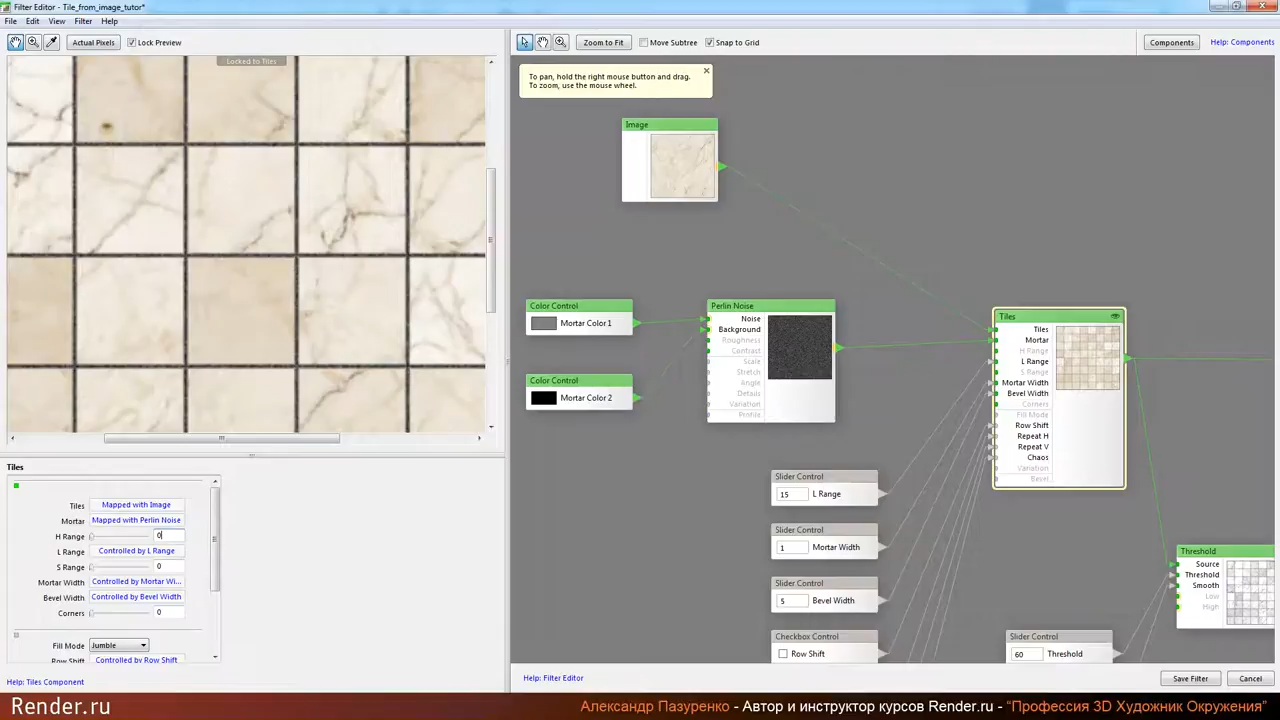 Filter Editor - Tile_from_image_tutor*
File Edit View Filter Help
Actual Pixels Lock Preview
Zoom to Fit Move Subtree Snap to Grid Components Help: Components
Locked to Tiles
To pan, hold the right mouse button and drag.
To zoom, use the mouse wheel.
Image
Color Control
Mortar Color 1
Color Control
Mortar Color 2
Perlin Noise
Noise
Background
Roughness
Contrast
Scale
Stretch
Angle
Details
Variation
Profile
Tiles
Tiles
Mortar
H Range
L Range
S Range
Mortar Width
Bevel Width
Corners
Fill Mode
Row Shift
Repeat H
Repeat V
Chaos
Variation
Bevel
Slider Control
15 L Range
Slider Control
1 Mortar Width
Slider Control
5 Bevel Width
Checkbox Control
Row Shift
Slider Control
60 Threshold
Threshold
Source
Threshold
Smooth
Low
High
Tiles
Tiles Mapped with Image
Mortar Mapped with Perlin Noise
H Range 0
L Range Controlled by L Range
S Range 0
Mortar Width Controlled by Mortar Wi...
Bevel Width Controlled by Bevel Width
Corners 0
Fill Mode Jumble
Row Shift Controlled by Row Shift
Help: Tiles Component
Help: Filter Editor
Save Filter Cancel
Render.ru
Александр Пазуренко - Автор и инструктор курсов Render.ru - “Профессия 3D Художник Окружения”